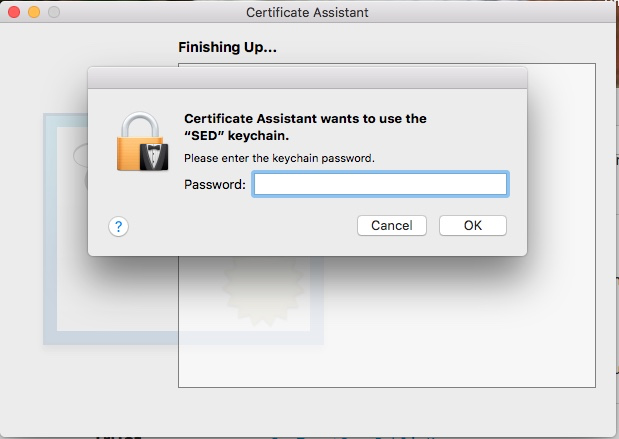 Certificate Assistant
Finishing Up...
Certificate Assistant wants to use the
“SED” keychain.
Please enter the keychain password.
Password:
?
Cancel
OK